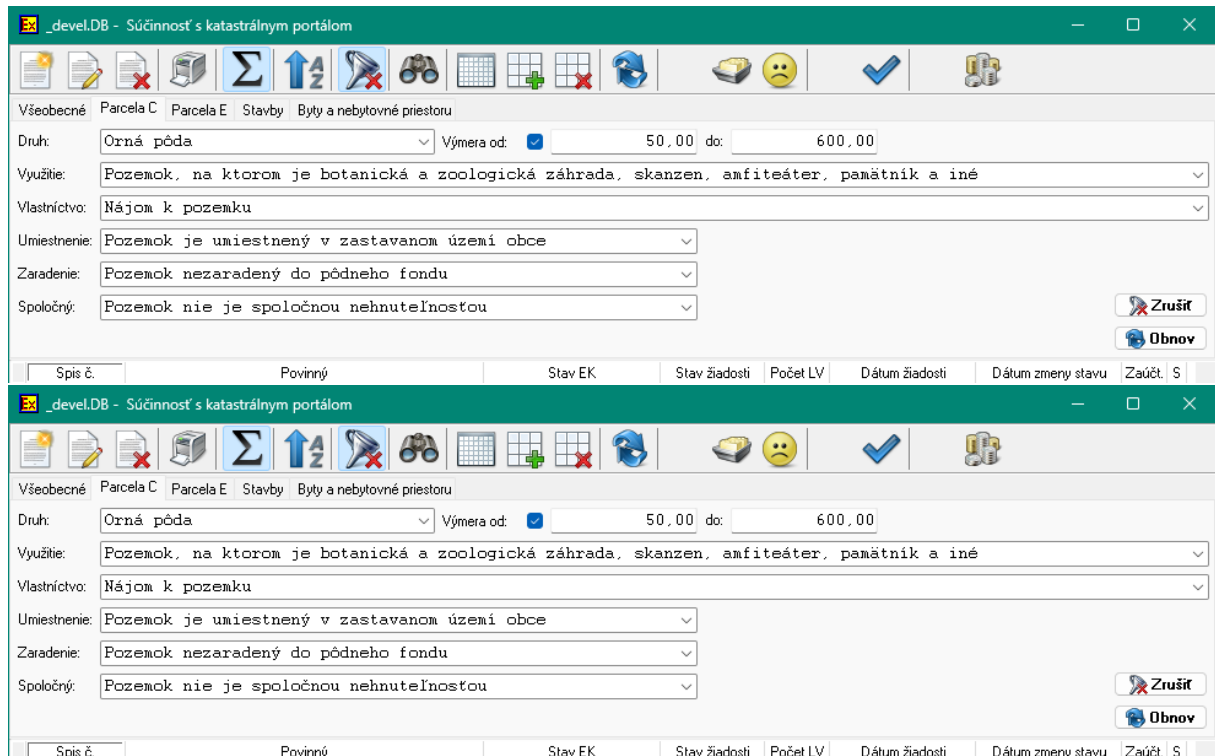 _devel.DB - Súčinnosť s katastrálnym portálom
Všeobecné Parcela C Parcela E Stavby Byty a nebytovné priestoru
Druh: Orná pôda Výmera od: 50,00 do: 600,00
Využitie: Pozemok, na ktorom je botanická a zoologická záhrada, skanzen, amfiteáter, pamätník a iné
Vlastníctvo: Nájom k pozemku
Umiestnenie: Pozemok je umiestnený v zastavanom území obce
Zaradenie: Pozemok nezaradený do pôdneho fondu
Spoločný: Pozemok nie je spoločnou nehnuteľnosťou
Zrušiť
Obnov
Spis č. Povinný Stav EK Stav žiadosti Počet LV Dátum žiadosti Dátum zmeny stavu Zaúčt. S
_devel.DB - Súčinnosť s katastrálnym portálom
Všeobecné Parcela C Parcela E Stavby Byty a nebytovné priestoru
Druh: Orná pôda Výmera od: 50,00 do: 600,00
Využitie: Pozemok, na ktorom je botanická a zoologická záhrada, skanzen, amfiteáter, pamätník a iné
Vlastníctvo: Nájom k pozemku
Umiestnenie: Pozemok je umiestnený v zastavanom území obce
Zaradenie: Pozemok nezaradený do pôdneho fondu
Spoločný: Pozemok nie je spoločnou nehnuteľnosťou
Zrušiť
Obnov
Spis č. Povinný Stav EK Stav žiadosti Počet LV Dátum žiadosti Dátum zmeny stavu Zaúčt. S